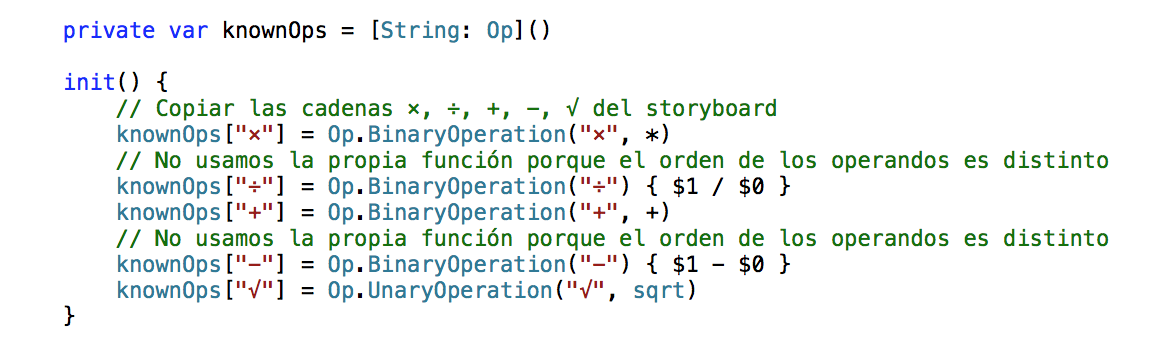 private var knownOps = [String: Op]()
init() {
// Copiar las cadenas ×, ÷, +, −, √ del storyboard
knownOps["×"] = Op.BinaryOperation("×", *)
// No usamos la propia función porque el orden de los operandos es distinto
knownOps["÷"] = Op.BinaryOperation("÷") { $1 / $0 }
knownOps["+"] = Op.BinaryOperation("+", +)
// No usamos la propia función porque el orden de los operandos es distinto
knownOps["−"] = Op.BinaryOperation("−") { $1 - $0 }
knownOps["√"] = Op.UnaryOperation("√", sqrt)
}